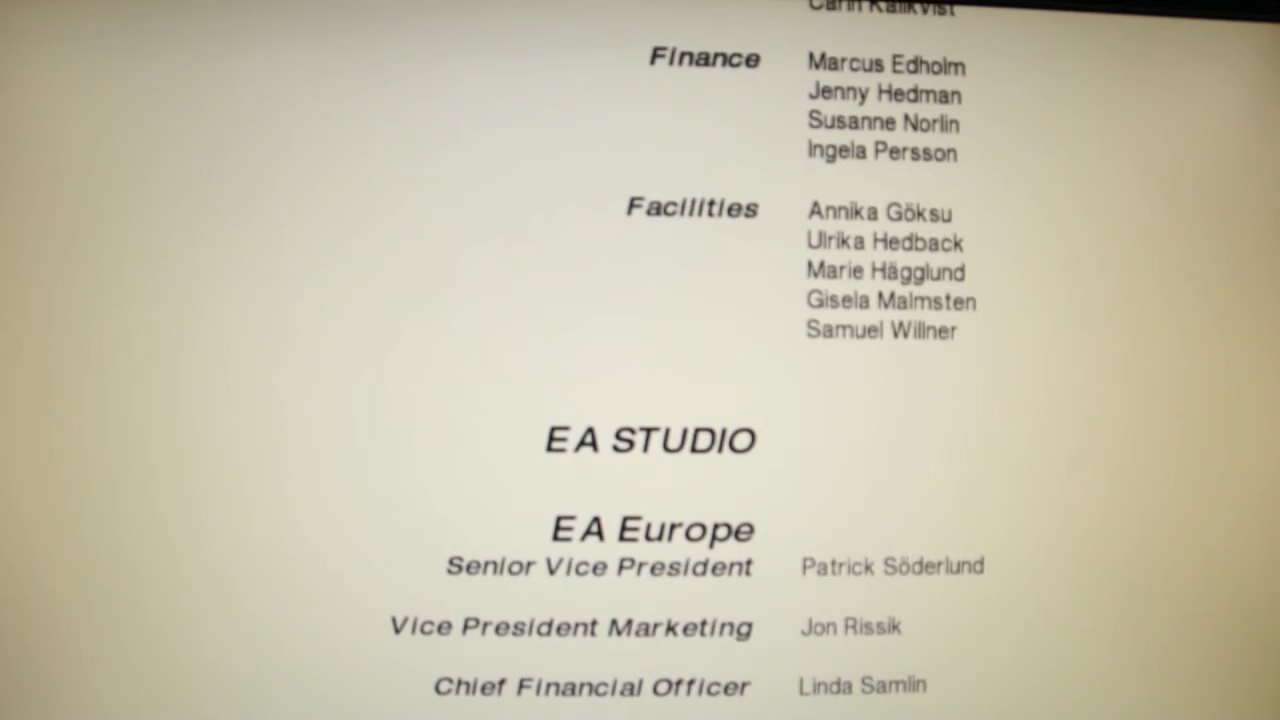 Carin Källkvist
Finance Marcus Edholm
Jenny Hedman
Susanne Norlin
Ingela Persson
Facilities Annika Göksu
Ulrika Hedback
Marie Hägglund
Gisela Malmsten
Samuel Willner
EA STUDIO
EA Europe
Senior Vice President Patrick Söderlund
Vice President Marketing Jon Rissik
Chief Financial Officer Linda Samlin